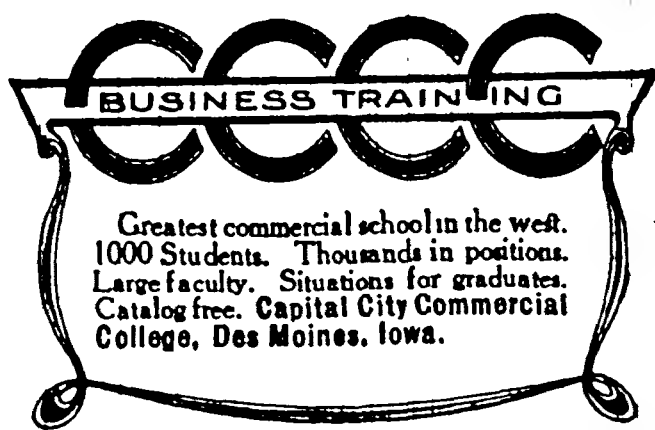 CCCC
BUSINESS TRAINING
Greatest commercial school in the west.
1000 Students. Thousands in positions.
Large faculty. Situations for graduates.
Catalog free. Capital City Commercial
College, Des Moines, Iowa.